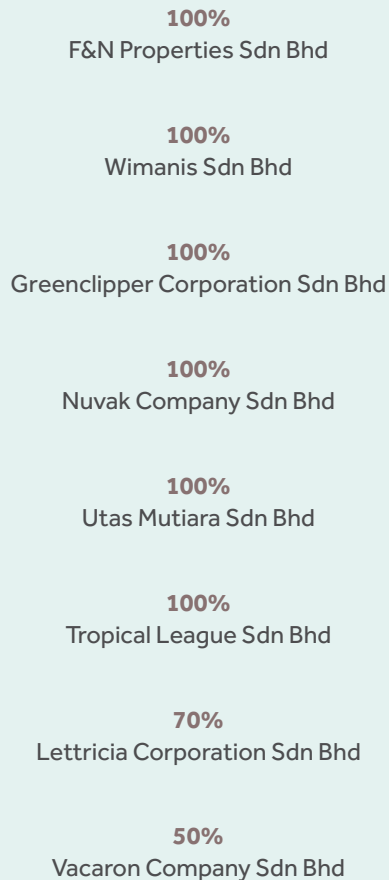 100%
F&N Properties Sdn Bhd
100%
Wimanis Sdn Bhd
100%
Greenclipper Corporation Sdn Bhd
100%
Nuvak Company Sdn Bhd
100%
Utas Mutiara Sdn Bhd
100%
Tropical League Sdn Bhd
70%
Lettricia Corporation Sdn Bhd
50%
Vacaron Company Sdn Bhd